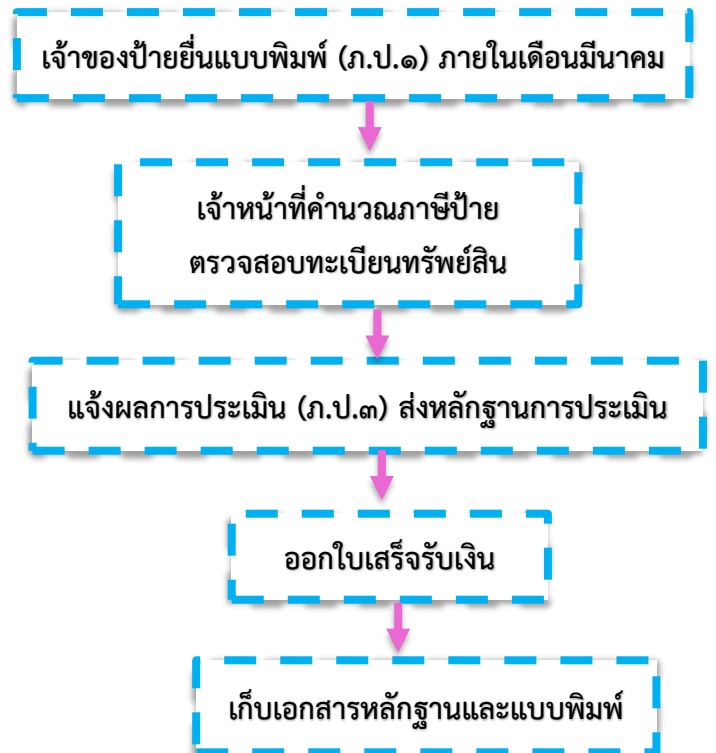 เจ้าของป้ายยื่นแบบพิมพ์ (ภ.ป.๑) ภายในเดือนมีนาคม
เจ้าหน้าที่คำนวณภาษีป้าย
ตรวจสอบทะเบียนทรัพย์สิน
แจ้งผลการประเมิน (ภ.ป.๓) ส่งหลักฐานการประเมิน
ออกใบเสร็จรับเงิน
เก็บเอกสารหลักฐานและแบบพิมพ์